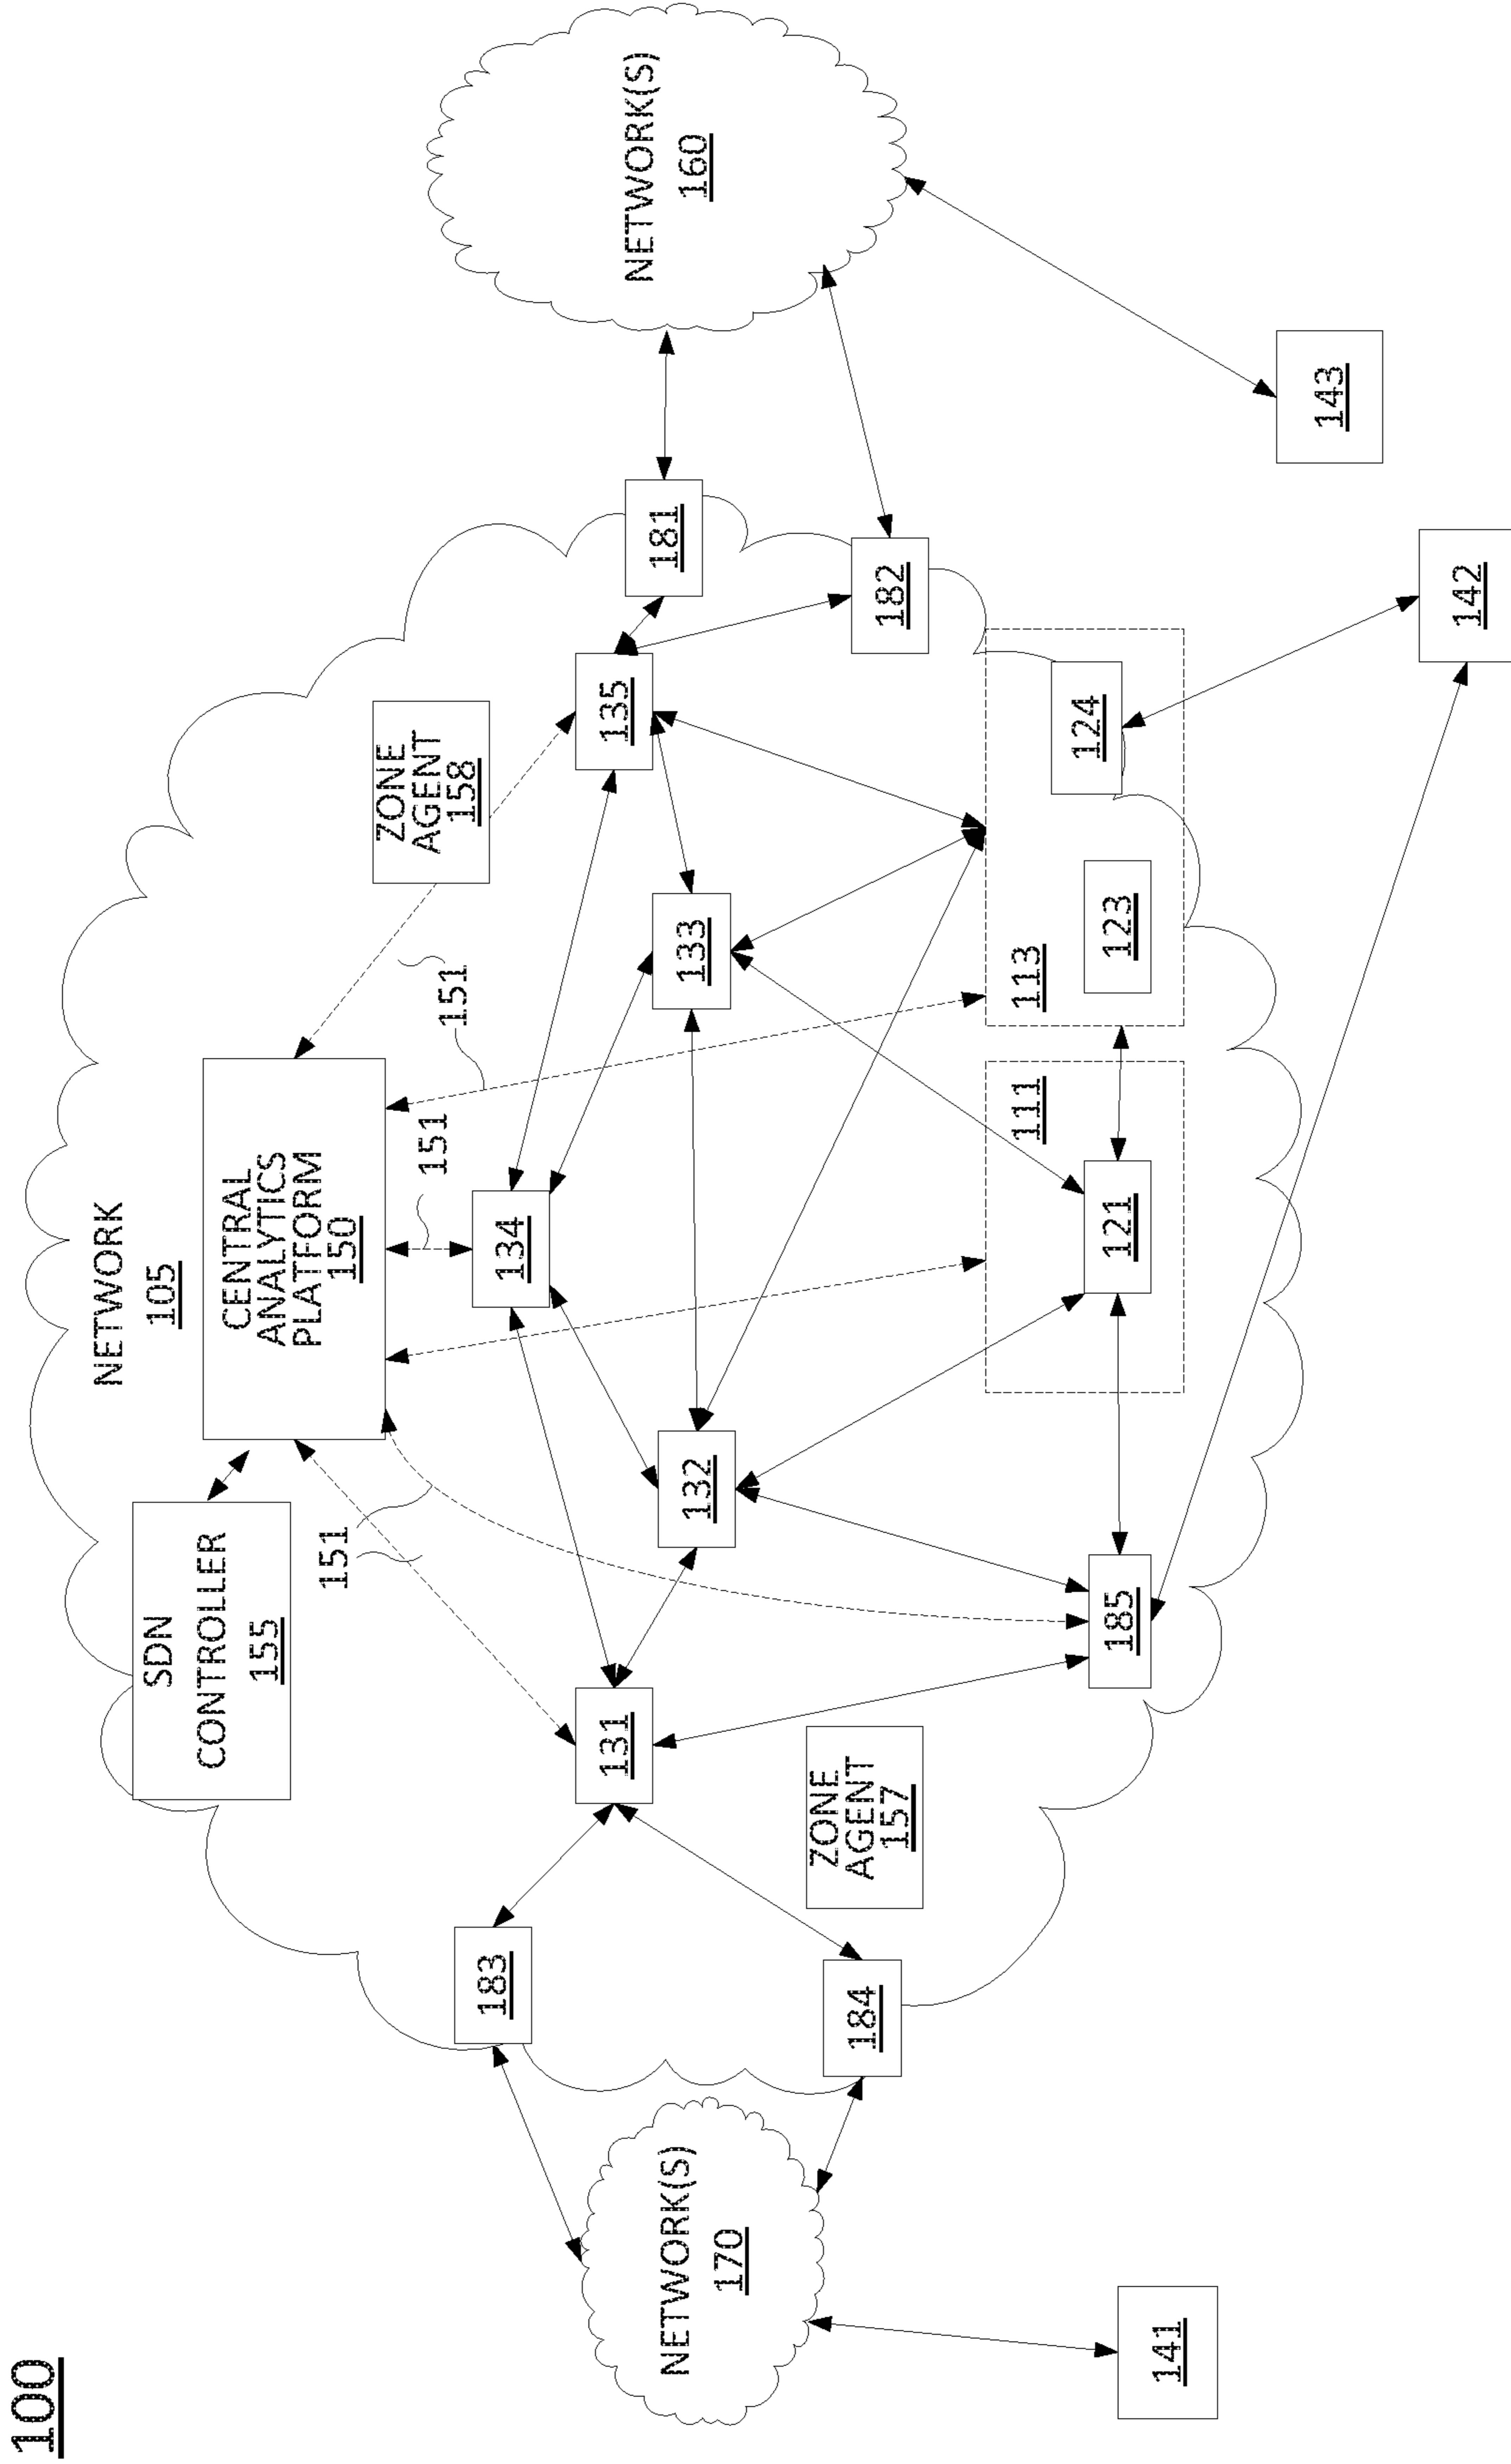 100
NETWORK
105
SDN
CONTROLLER
155
CENTRAL
ANALYTICS
PLATFORM
150
151
151
151
ZONE
AGENT
158
183
131
134
135
181
NETWORK(S)
170
132
133
NETWORK(S)
160
184
ZONE
AGENT
157
182
111
113
185
121
123
124
141
143
142